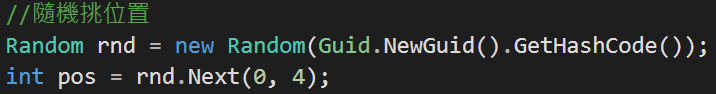 //隨機挑位置
Random rnd = new Random(Guid.NewGuid().GetHashCode());
int pos = rnd.Next(0, 4);